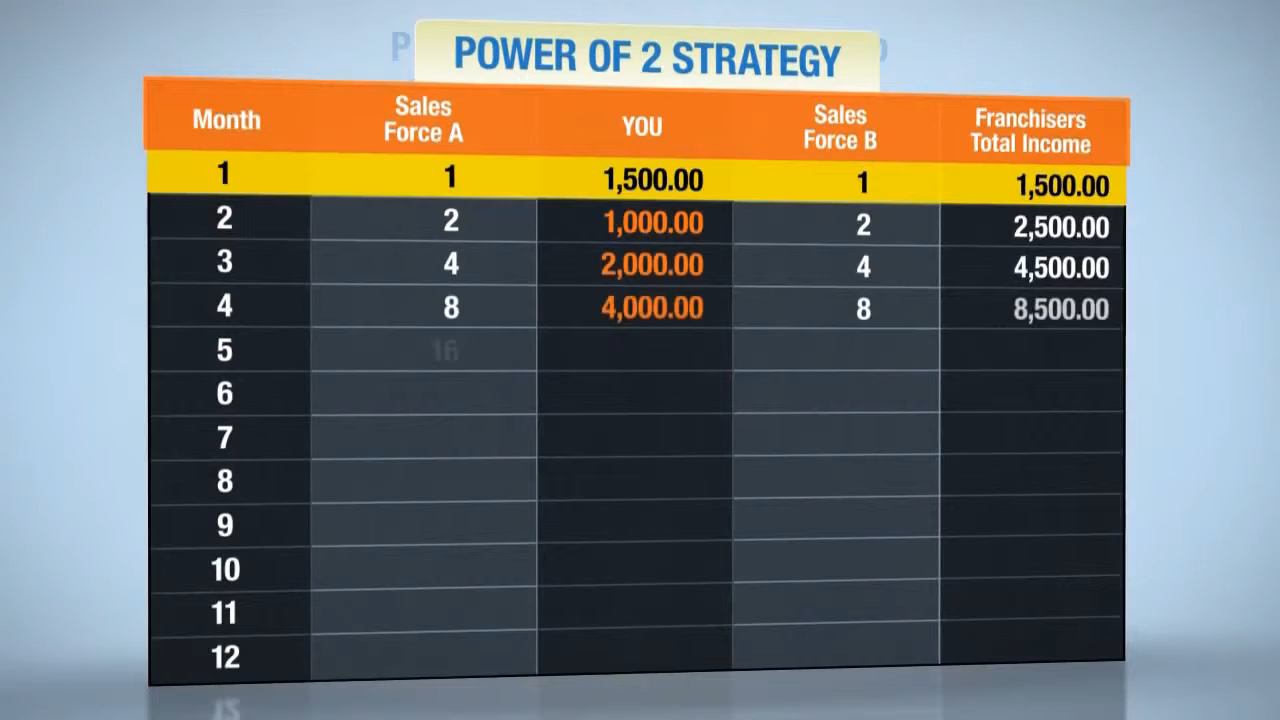 POWER OF 2 STRATEGY
Month Sales Force A YOU Sales Force B Franchisers Total Income
1 1 1,500.00 1 1,500.00
2 2 1,000.00 2 2,500.00
3 4 2,000.00 4 4,500.00
4 8 4,000.00 8 8,500.00
5 16
6
7
8
9
10
11
12